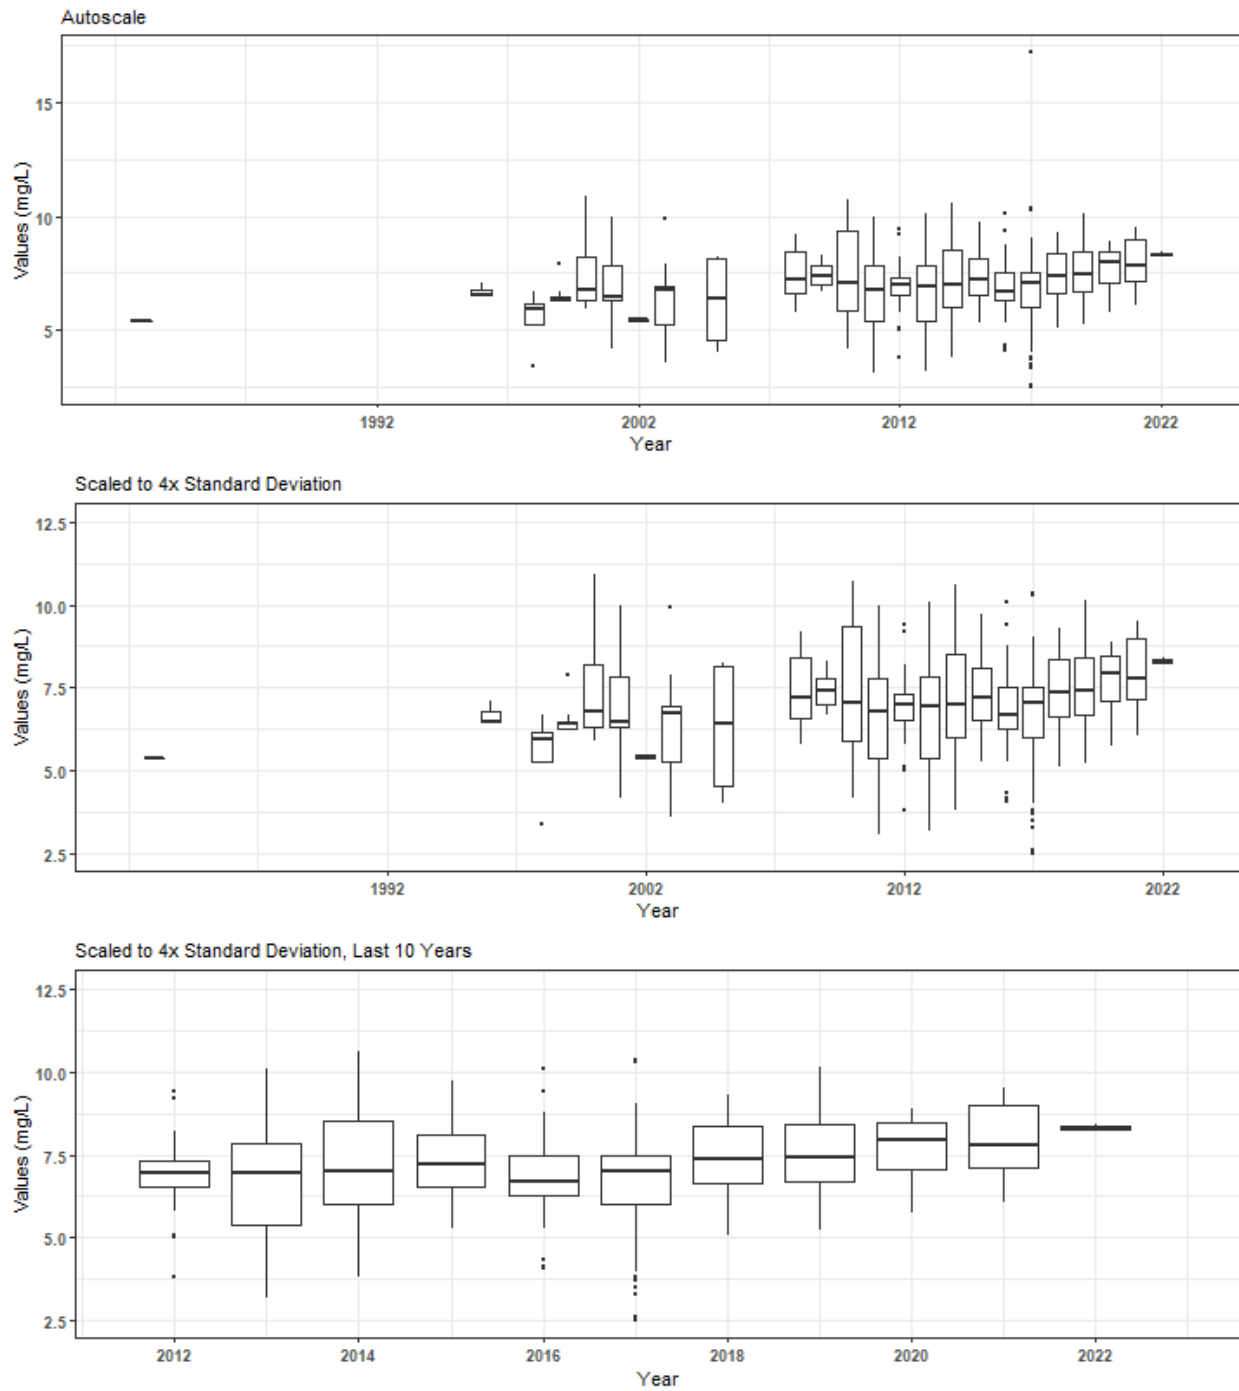 Autoscale
15
10
5
Values (mg/L)
1992 2002 2012 2022
Year
Scaled to 4x Standard Deviation
12.5
10.0
7.5
5.0
2.5
Values (mg/L)
1992 2002 2012 2022
Year
Scaled to 4x Standard Deviation, Last 10 Years
12.5
10.0
7.5
5.0
2.5
Values (mg/L)
2012 2014 2016 2018 2020 2022
Year